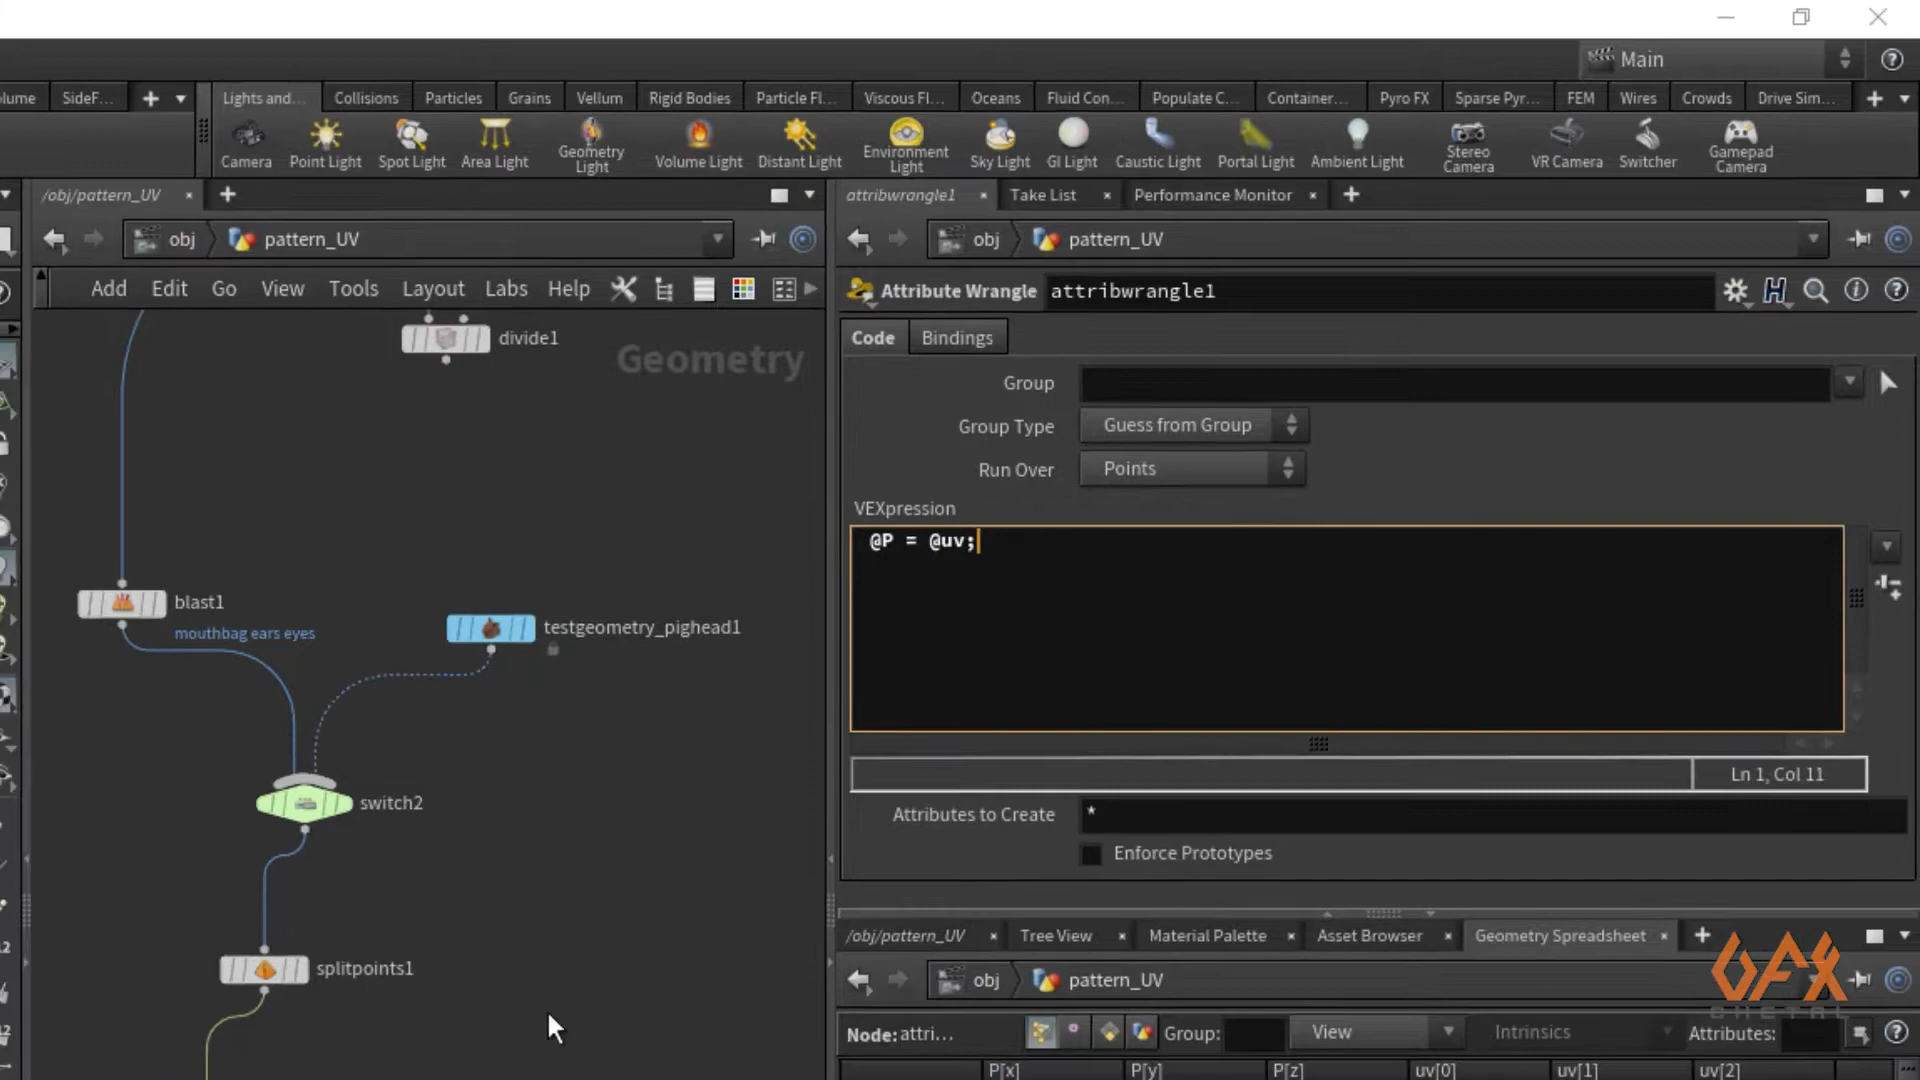 Main
lume SideF... Lights and... Collisions Particles Grains Vellum Rigid Bodies Particle Fl... Viscous Fl... Oceans Fluid Con... Populate C... Container... Pyro FX Sparse Pyr... FEM Wires Crowds Drive Sim...
Camera Point Light Spot Light Area Light Geometry Light Volume Light Distant Light Environment Light Sky Light GI Light Caustic Light Portal Light Ambient Light Stereo Camera VR Camera Switcher Gamepad Camera
/obj/pattern_UV
obj pattern_UV
Add Edit Go View Tools Layout Labs Help
divide1
Geometry
blast1
mouthbag ears eyes
testgeometry_pighead1
switch2
splitpoints1
attribwrangle1 Take List Performance Monitor
obj pattern_UV
Attribute Wrangle attribwrangle1
Code Bindings
Group
Group Type Guess from Group
Run Over Points
VEXpression
@P = @uv;
Ln 1, Col 11
Attributes to Create *
Enforce Prototypes
/obj/pattern_UV Tree View Material Palette Asset Browser Geometry Spreadsheet
obj pattern_UV
Node: attri... Group: View Intrinsics Attributes:
P[x] P[y] P[z] uv[0] uv[1] uv[2]